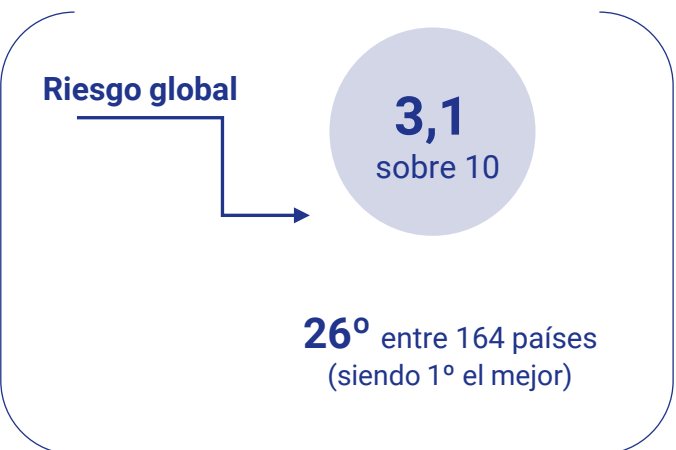 Riesgo global
3,1
sobre 10
26º entre 164 países
(siendo 1º el mejor)